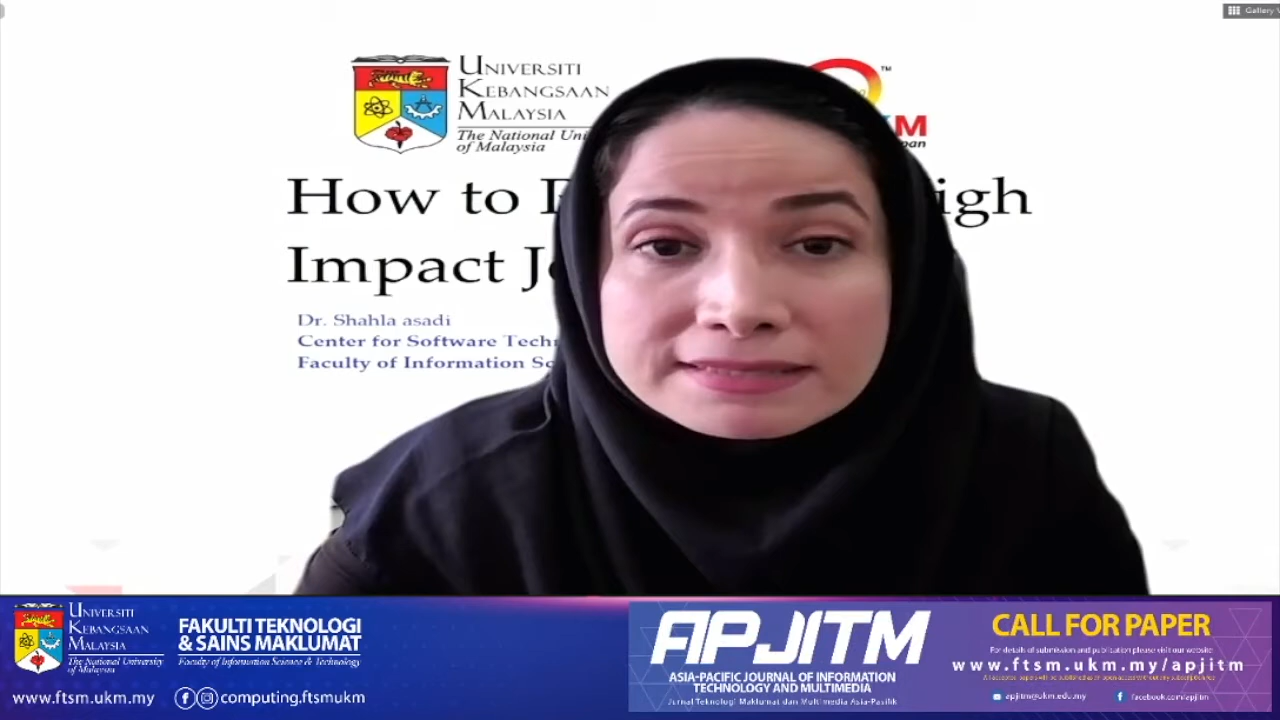 Gallery
UNIVERSITI
KEBANGSAAN
MALAYSIA
The National
of Malaysia
How to
Impact
igh
Dr. Shahla asadi
Center for Software
Faculty of Information
UNIVERSITI
KEBANGSAAN
MALAYSIA
The National University
of Malaysia
FAKULTI TEKNOLOGI
& SAINS MAKLUMAT
Faculty of Information Science & Technology
www.ftsm.ukm.my
computing.ftsmukm
APJITM
ASIA-PACIFIC JOURNAL OF INFORMATION
TECHNOLOGY AND MULTIMEDIA
Jurnal Teknologi Maklumat dan Multimedia Asia-Pasifik
CALL FOR PAPER
For details of submission and publication please visit our website
www.ftsm.ukm.my/apjitm
apjitm@ukm.edu.my
facebook.com/apjitm